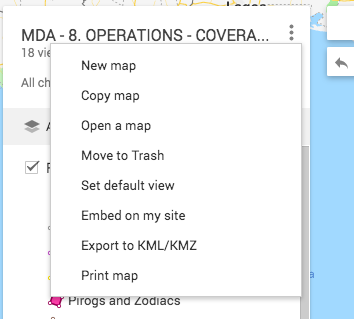 Lagos
MDA - 8. OPERATIONS - COVERA...
18 vie
All ch
New map
Copy map
Open a map
Move to Trash
Set default view
Embed on my site
Export to KML/KMZ
Print map
Pirogs and Zodiacs